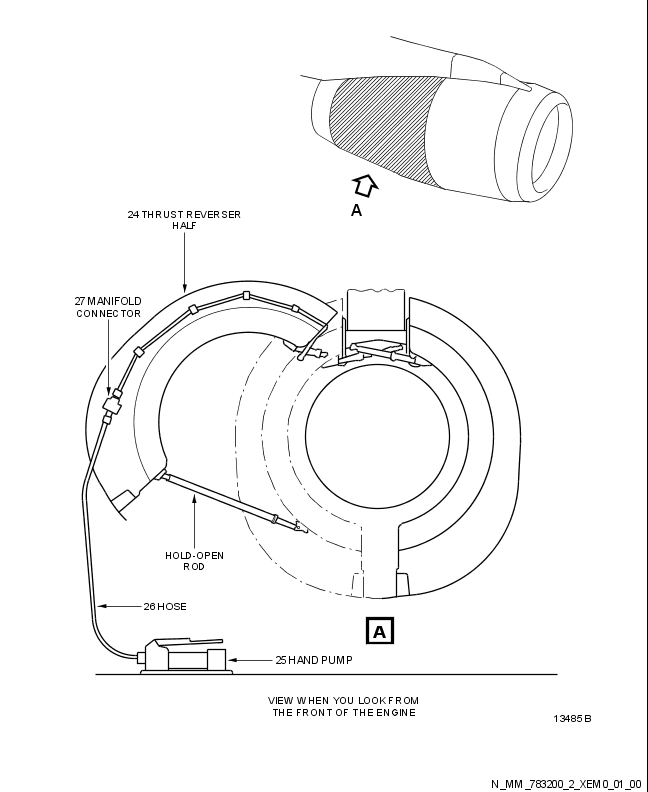 A
24 THRUST REVERSER
HALF
27 MANIFOLD
CONNECTOR
HOLD-OPEN
ROD
26 HOSE
A
25 HAND PUMP
VIEW WHEN YOU LOOK FROM
THE FRONT OF THE ENGINE
13485B
N_MM_783200_2_XEM0_01_00